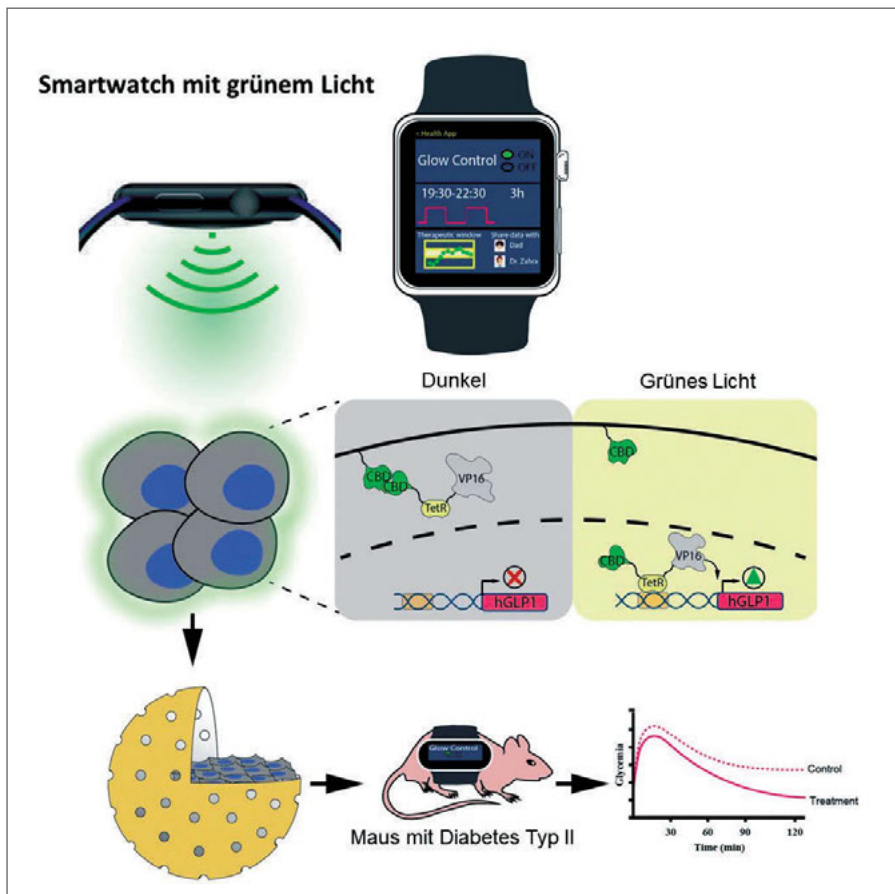 Smartwatch mit grünem Licht
< Health App
Glow Control
ON
OFF
19:30-22:30 3h
Therapeutic window
Share data with
Dad
Dr. Zahra
Dunkel
Grünes Licht
CBD
CBD
VP16
TetR
hGLP1
CBD
CBD
VP16
TetR
hGLP1
Glow Control
Maus mit Diabetes Typ II
Glycemia
Control
Treatment
30 60 90 120
Time (min)